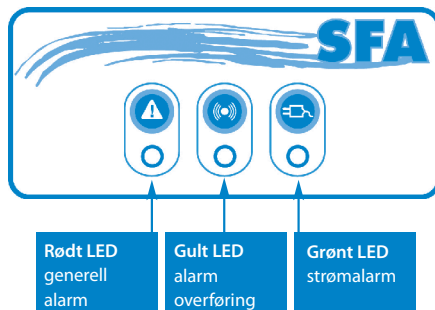 SFA
Rødt LED
generell
alarm
Gult LED
alarm
overføring
Grønt LED
strømalarm